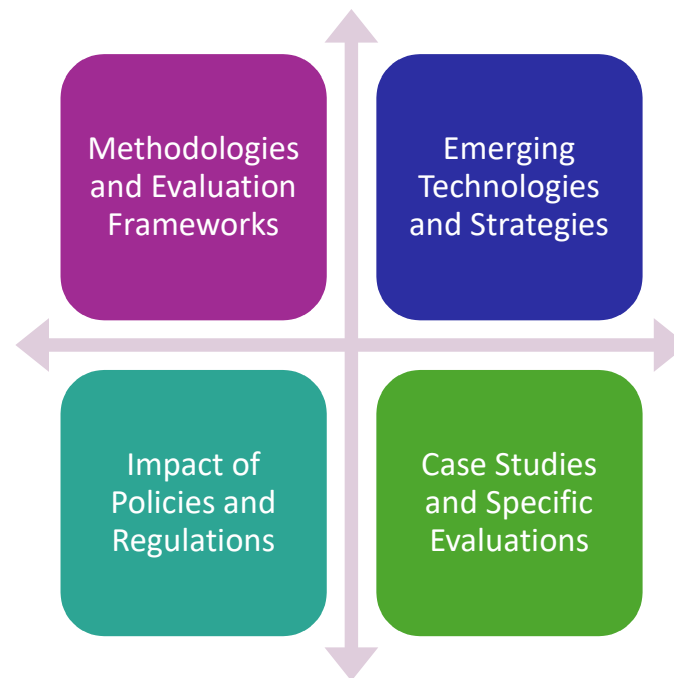 Methodologies
and Evaluation
Frameworks
Emerging
Technologies
and Strategies
Impact of
Policies and
Regulations
Case Studies
and Specific
Evaluations